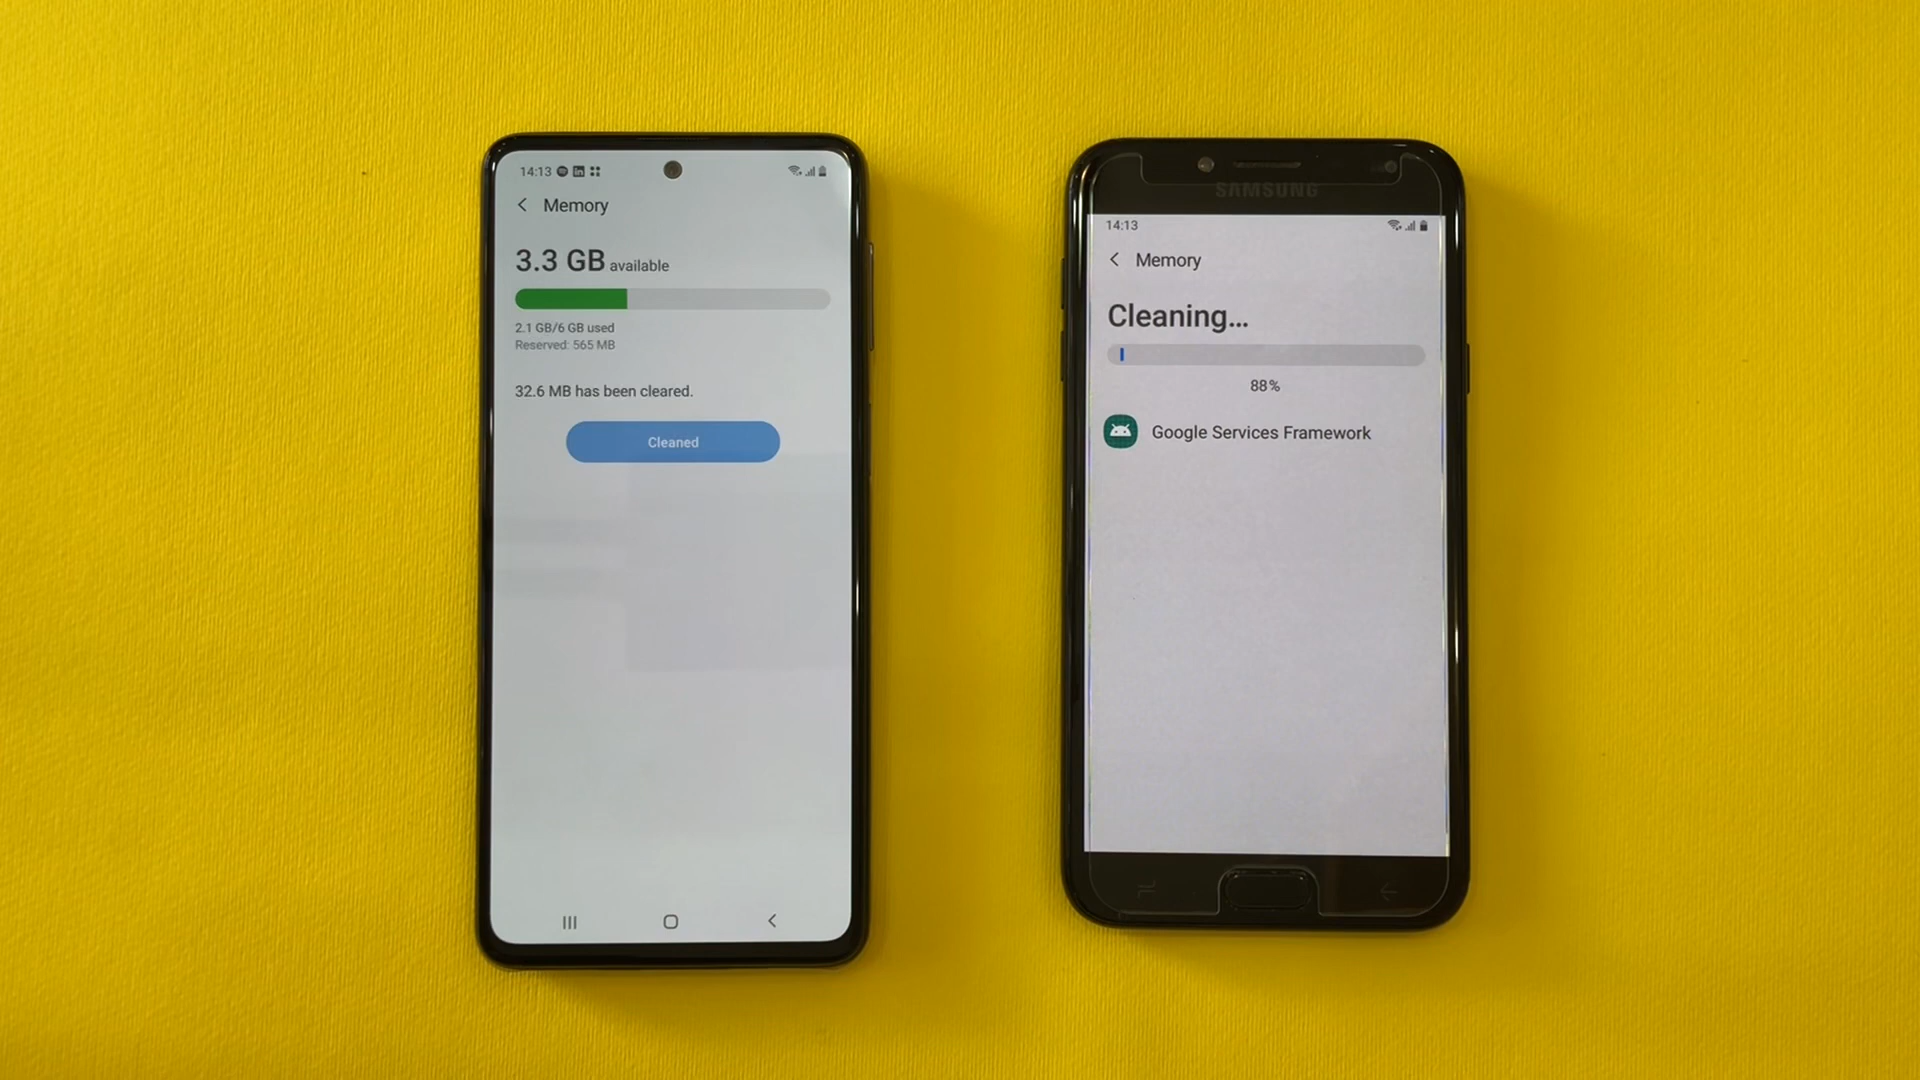 14:13
Memory
3.3 GB available
2.1 GB/6 GB used
Reserved: 565 MB
32.6 MB has been cleared.
Cleaned
SAMSUNG
14:13
Memory
Cleaning...
88%
Google Services Framework